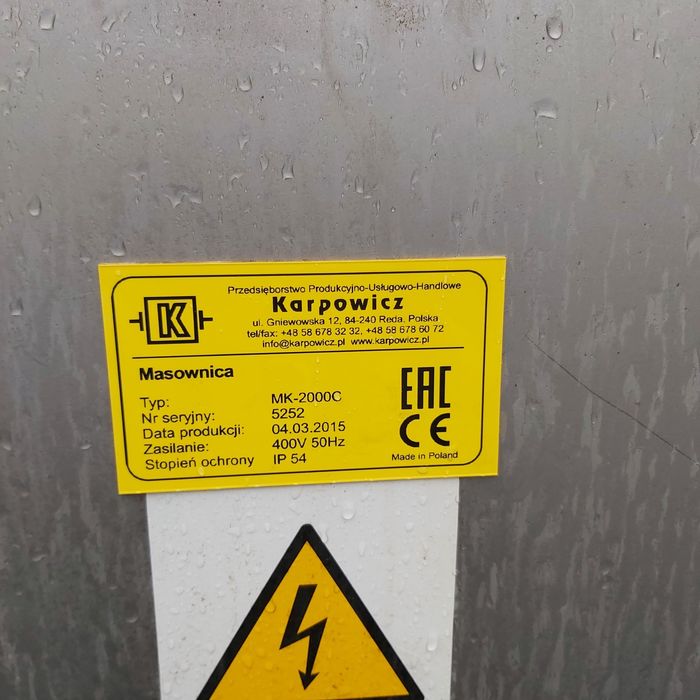 Przedsięborstwo Produkcyjno-Usługowo-Handlowe
K
Karpowicz
ul. Gniewowska 12, 84-240 Reda. Polska
tel/fax: +48 58 678 32 32, +48 58 678 60 72
info@karpowicz.pl www.karpowicz.pl
Masownica
Typ: MK-2000C
Nr seryjny: 5252
Data produkcji: 04.03.2015
Zasilanie: 400V 50Hz
Stopień ochrony IP 54
EAC
CE
Made in Poland